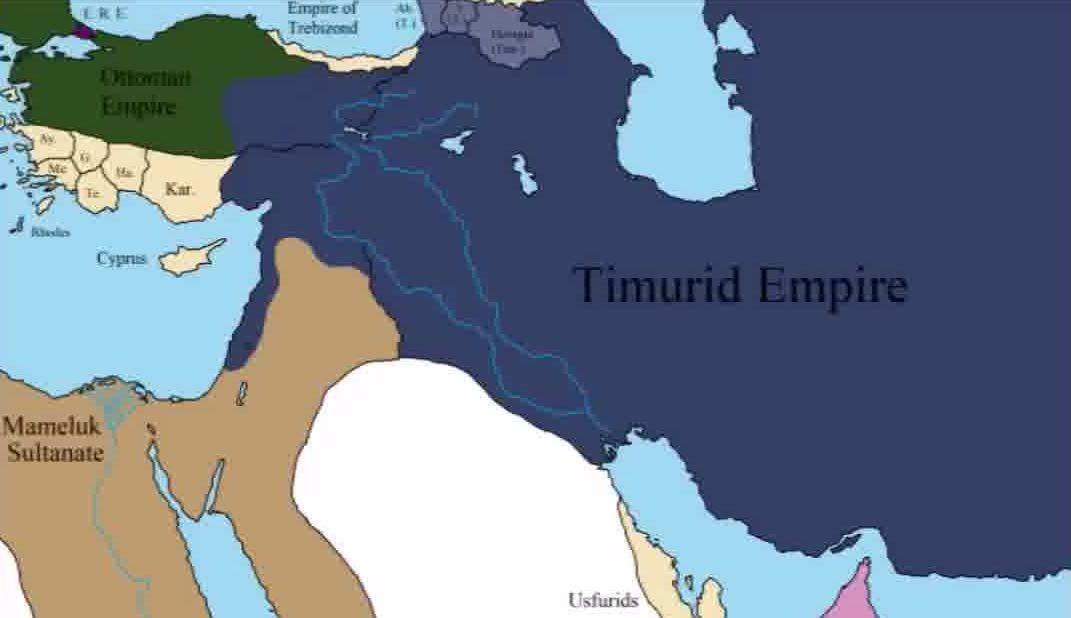 E. R. E.
Empire of
Trebizond
Ab.
(T.)
Georgia
(Tim.)
Ottoman
Empire
Ay.
G.
Me.
Ha.
Te.
Kar.
Rhodes
Cyprus
Timurid Empire
Mameluk
Sultanate
Usfurids